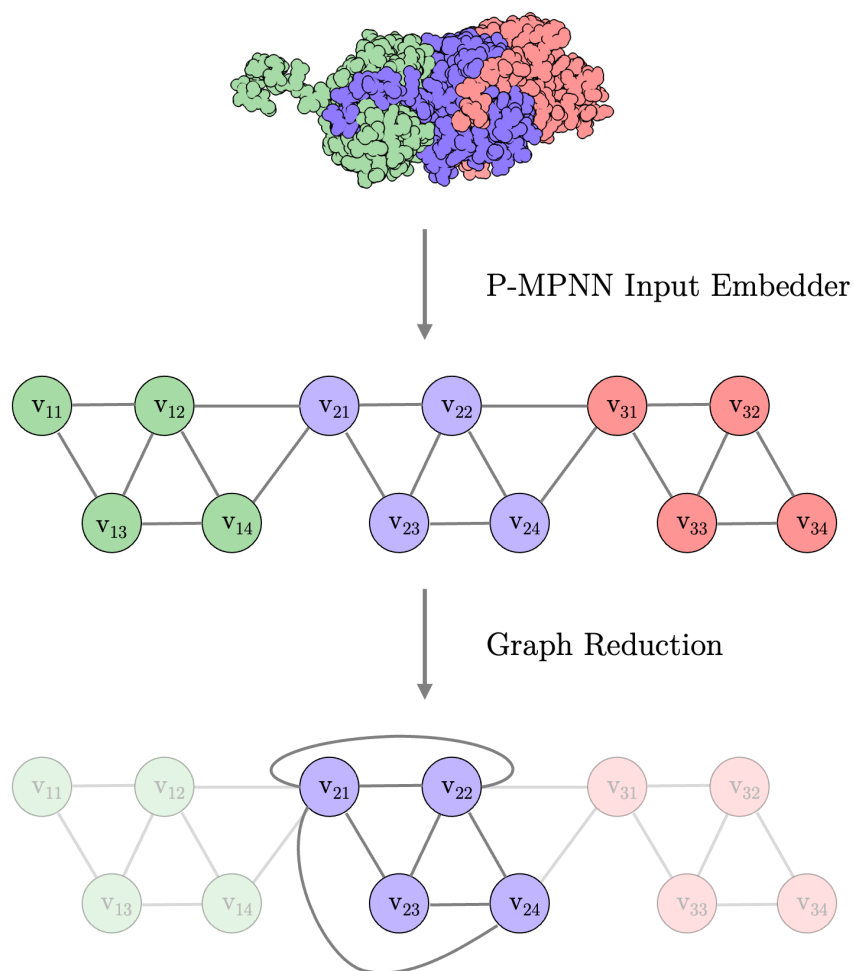 P-MPNN Input Embedder
v11 v12 v21 v22 v31 v32
v13 v14 v23 v24 v33 v34
Graph Reduction
v11 v12 v21 v22 v31 v32
v13 v14 v23 v24 v33 v34